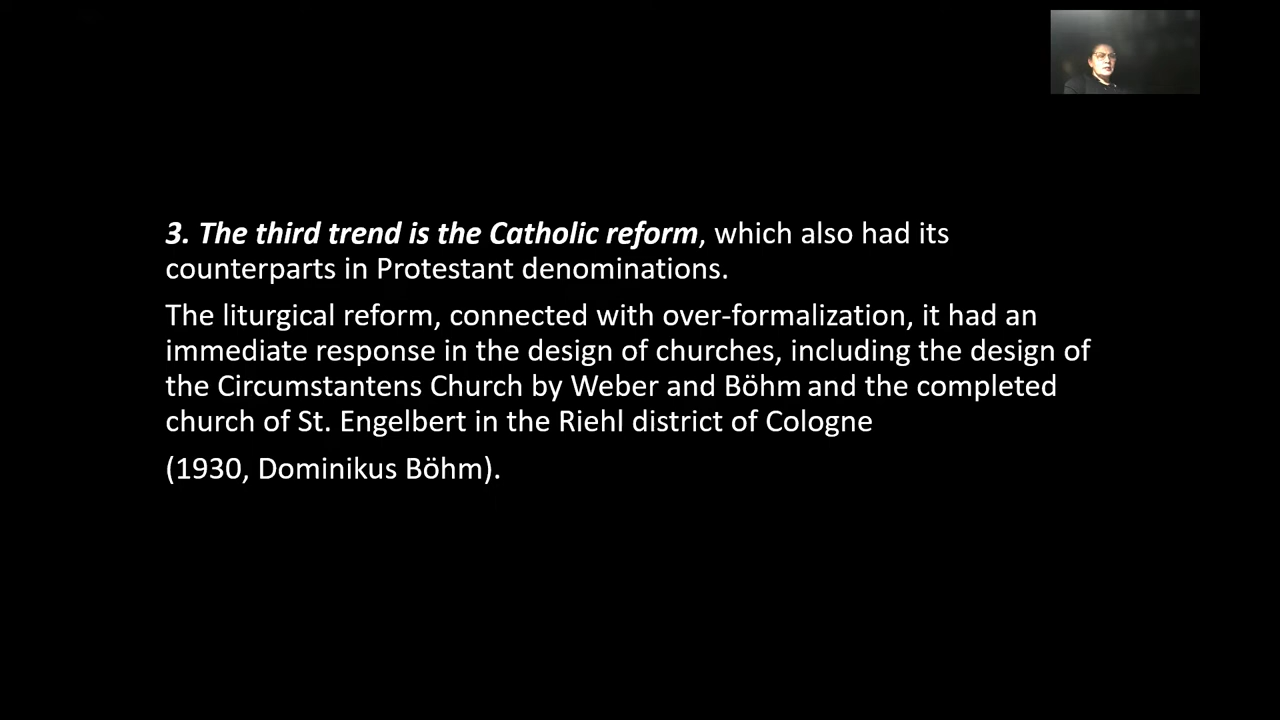 3. The third trend is the Catholic reform, which also had its
counterparts in Protestant denominations.
The liturgical reform, connected with over-formalization, it had an
immediate response in the design of churches, including the design of
the Circumstantens Church by Weber and Böhm and the completed
church of St. Engelbert in the Riehl district of Cologne
(1930, Dominikus Böhm).